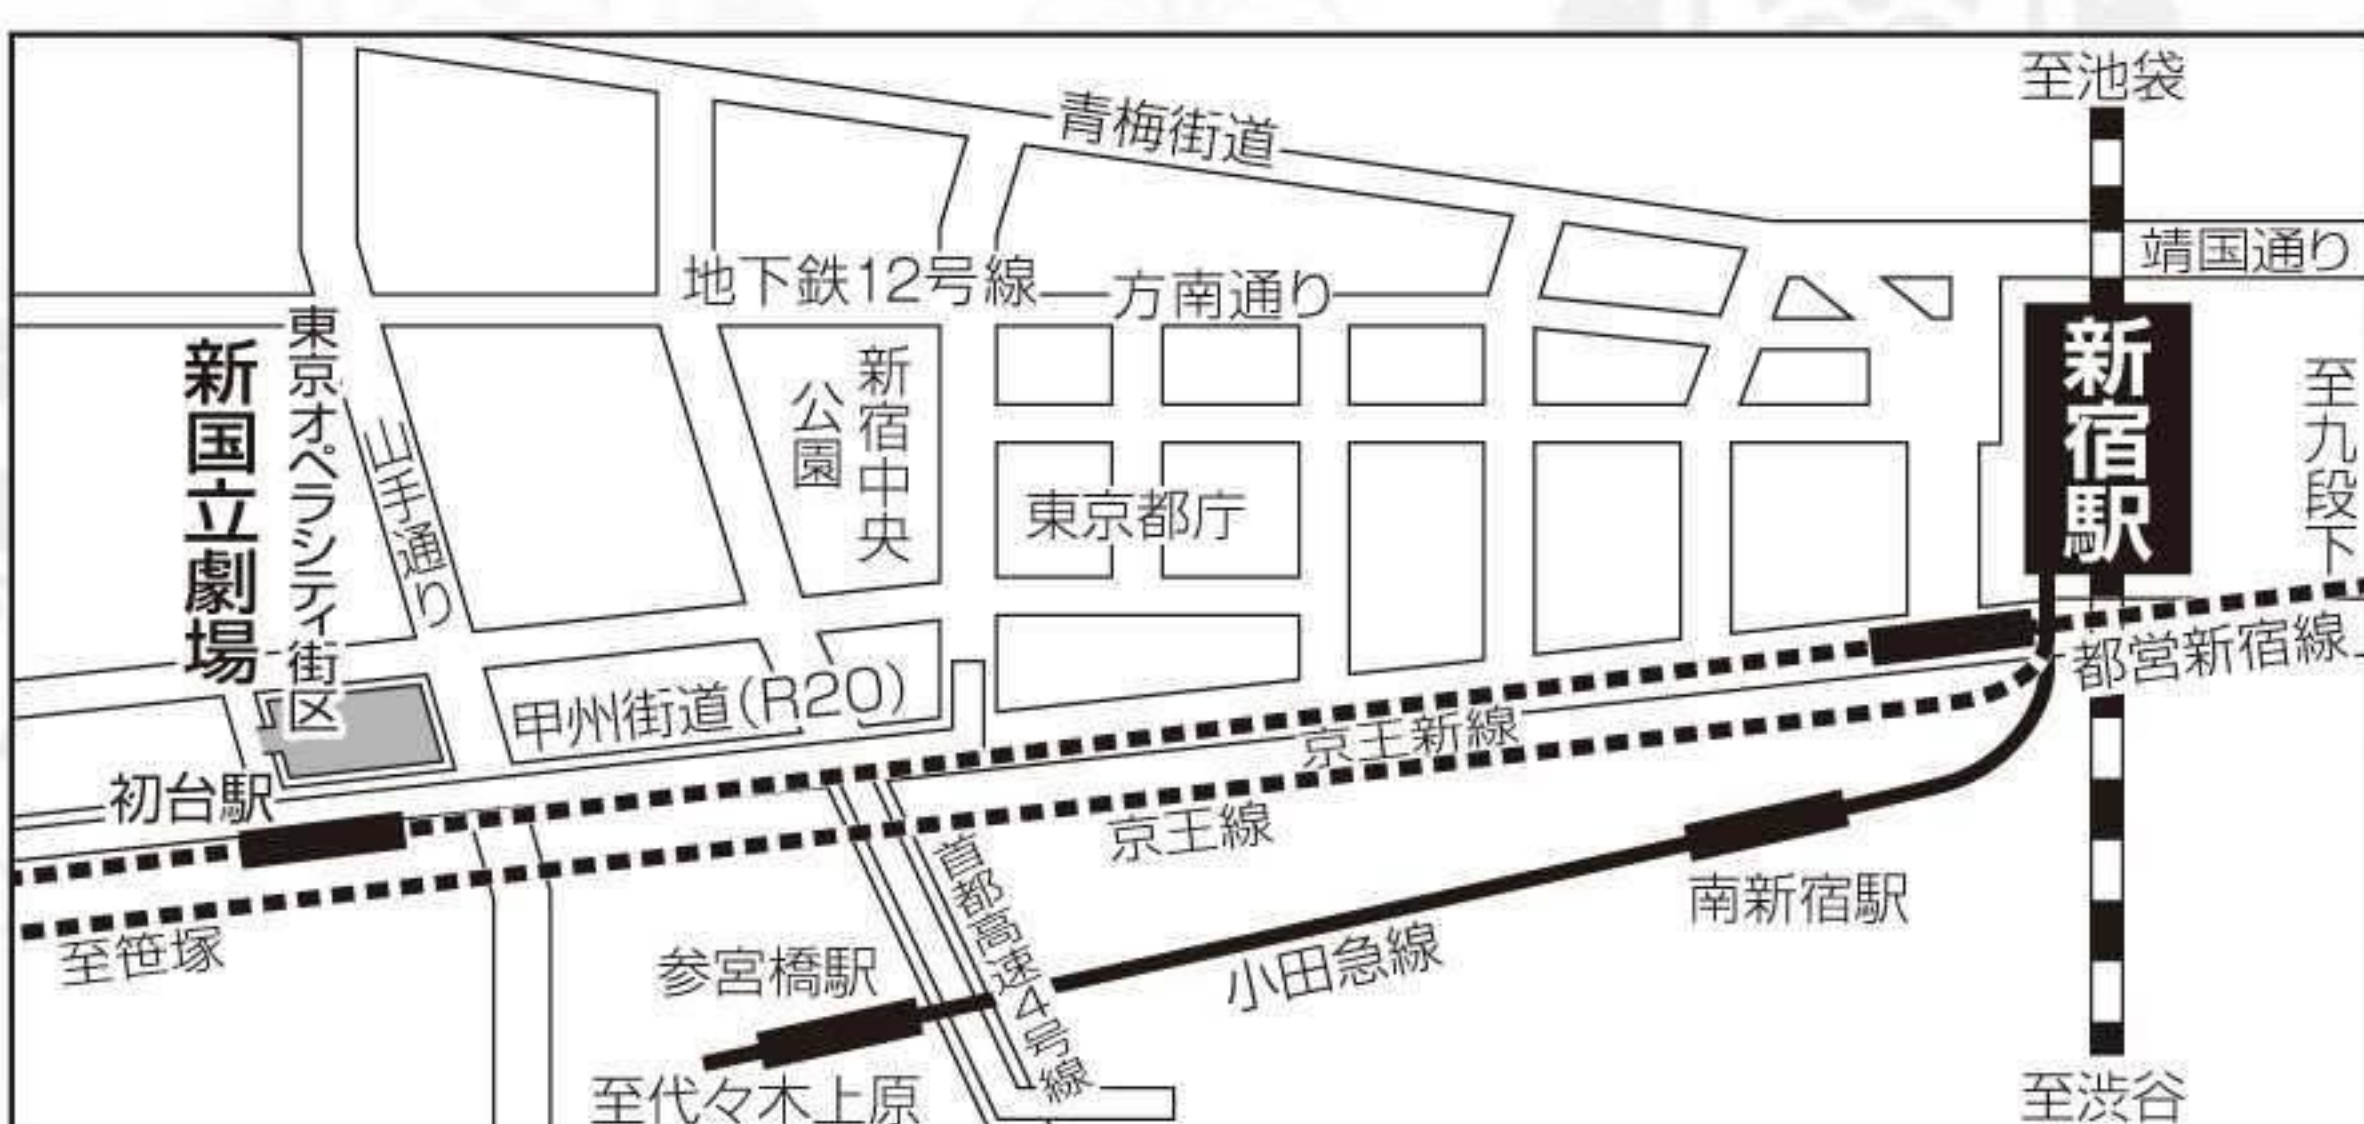 至池袋
青梅街道
靖国通り
地下鉄12号線
方南通り
新宿駅
至九段下
新宿中央
公園
東京都庁
東京オペラシティ街区
新国立劇場
山手通り
甲州街道(R20)
都営新宿線
京王新線
初台駅
京王線
首都高速4号線
南新宿駅
小田急線
至笹塚
参宮橋駅
至代々木上原
至渋谷